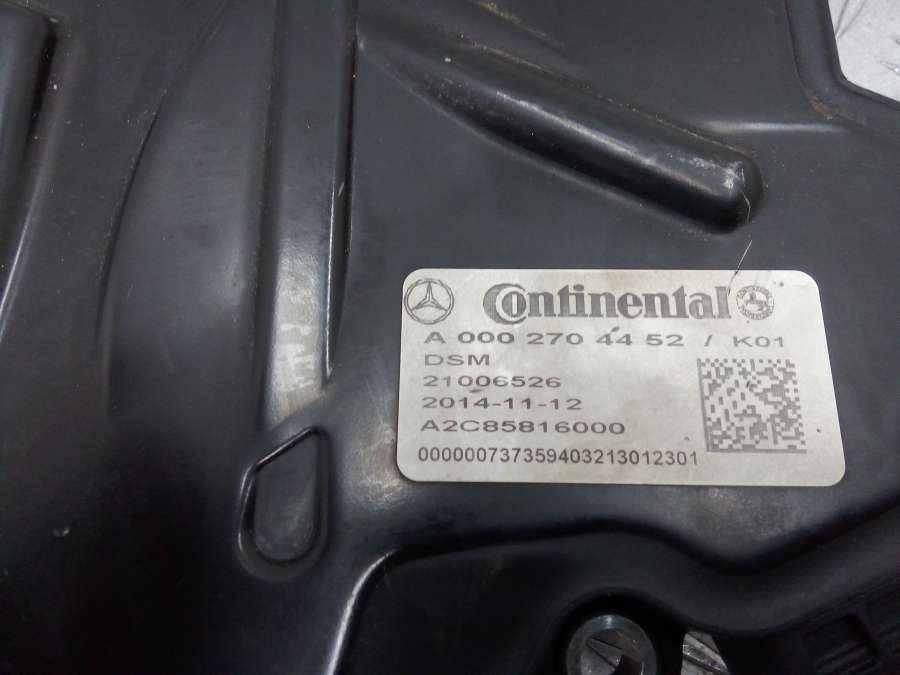 Continental
A 000 270 44 52 / K01
DSM
21006526
2014-11-12
A2C85816000
000000737359403213012301